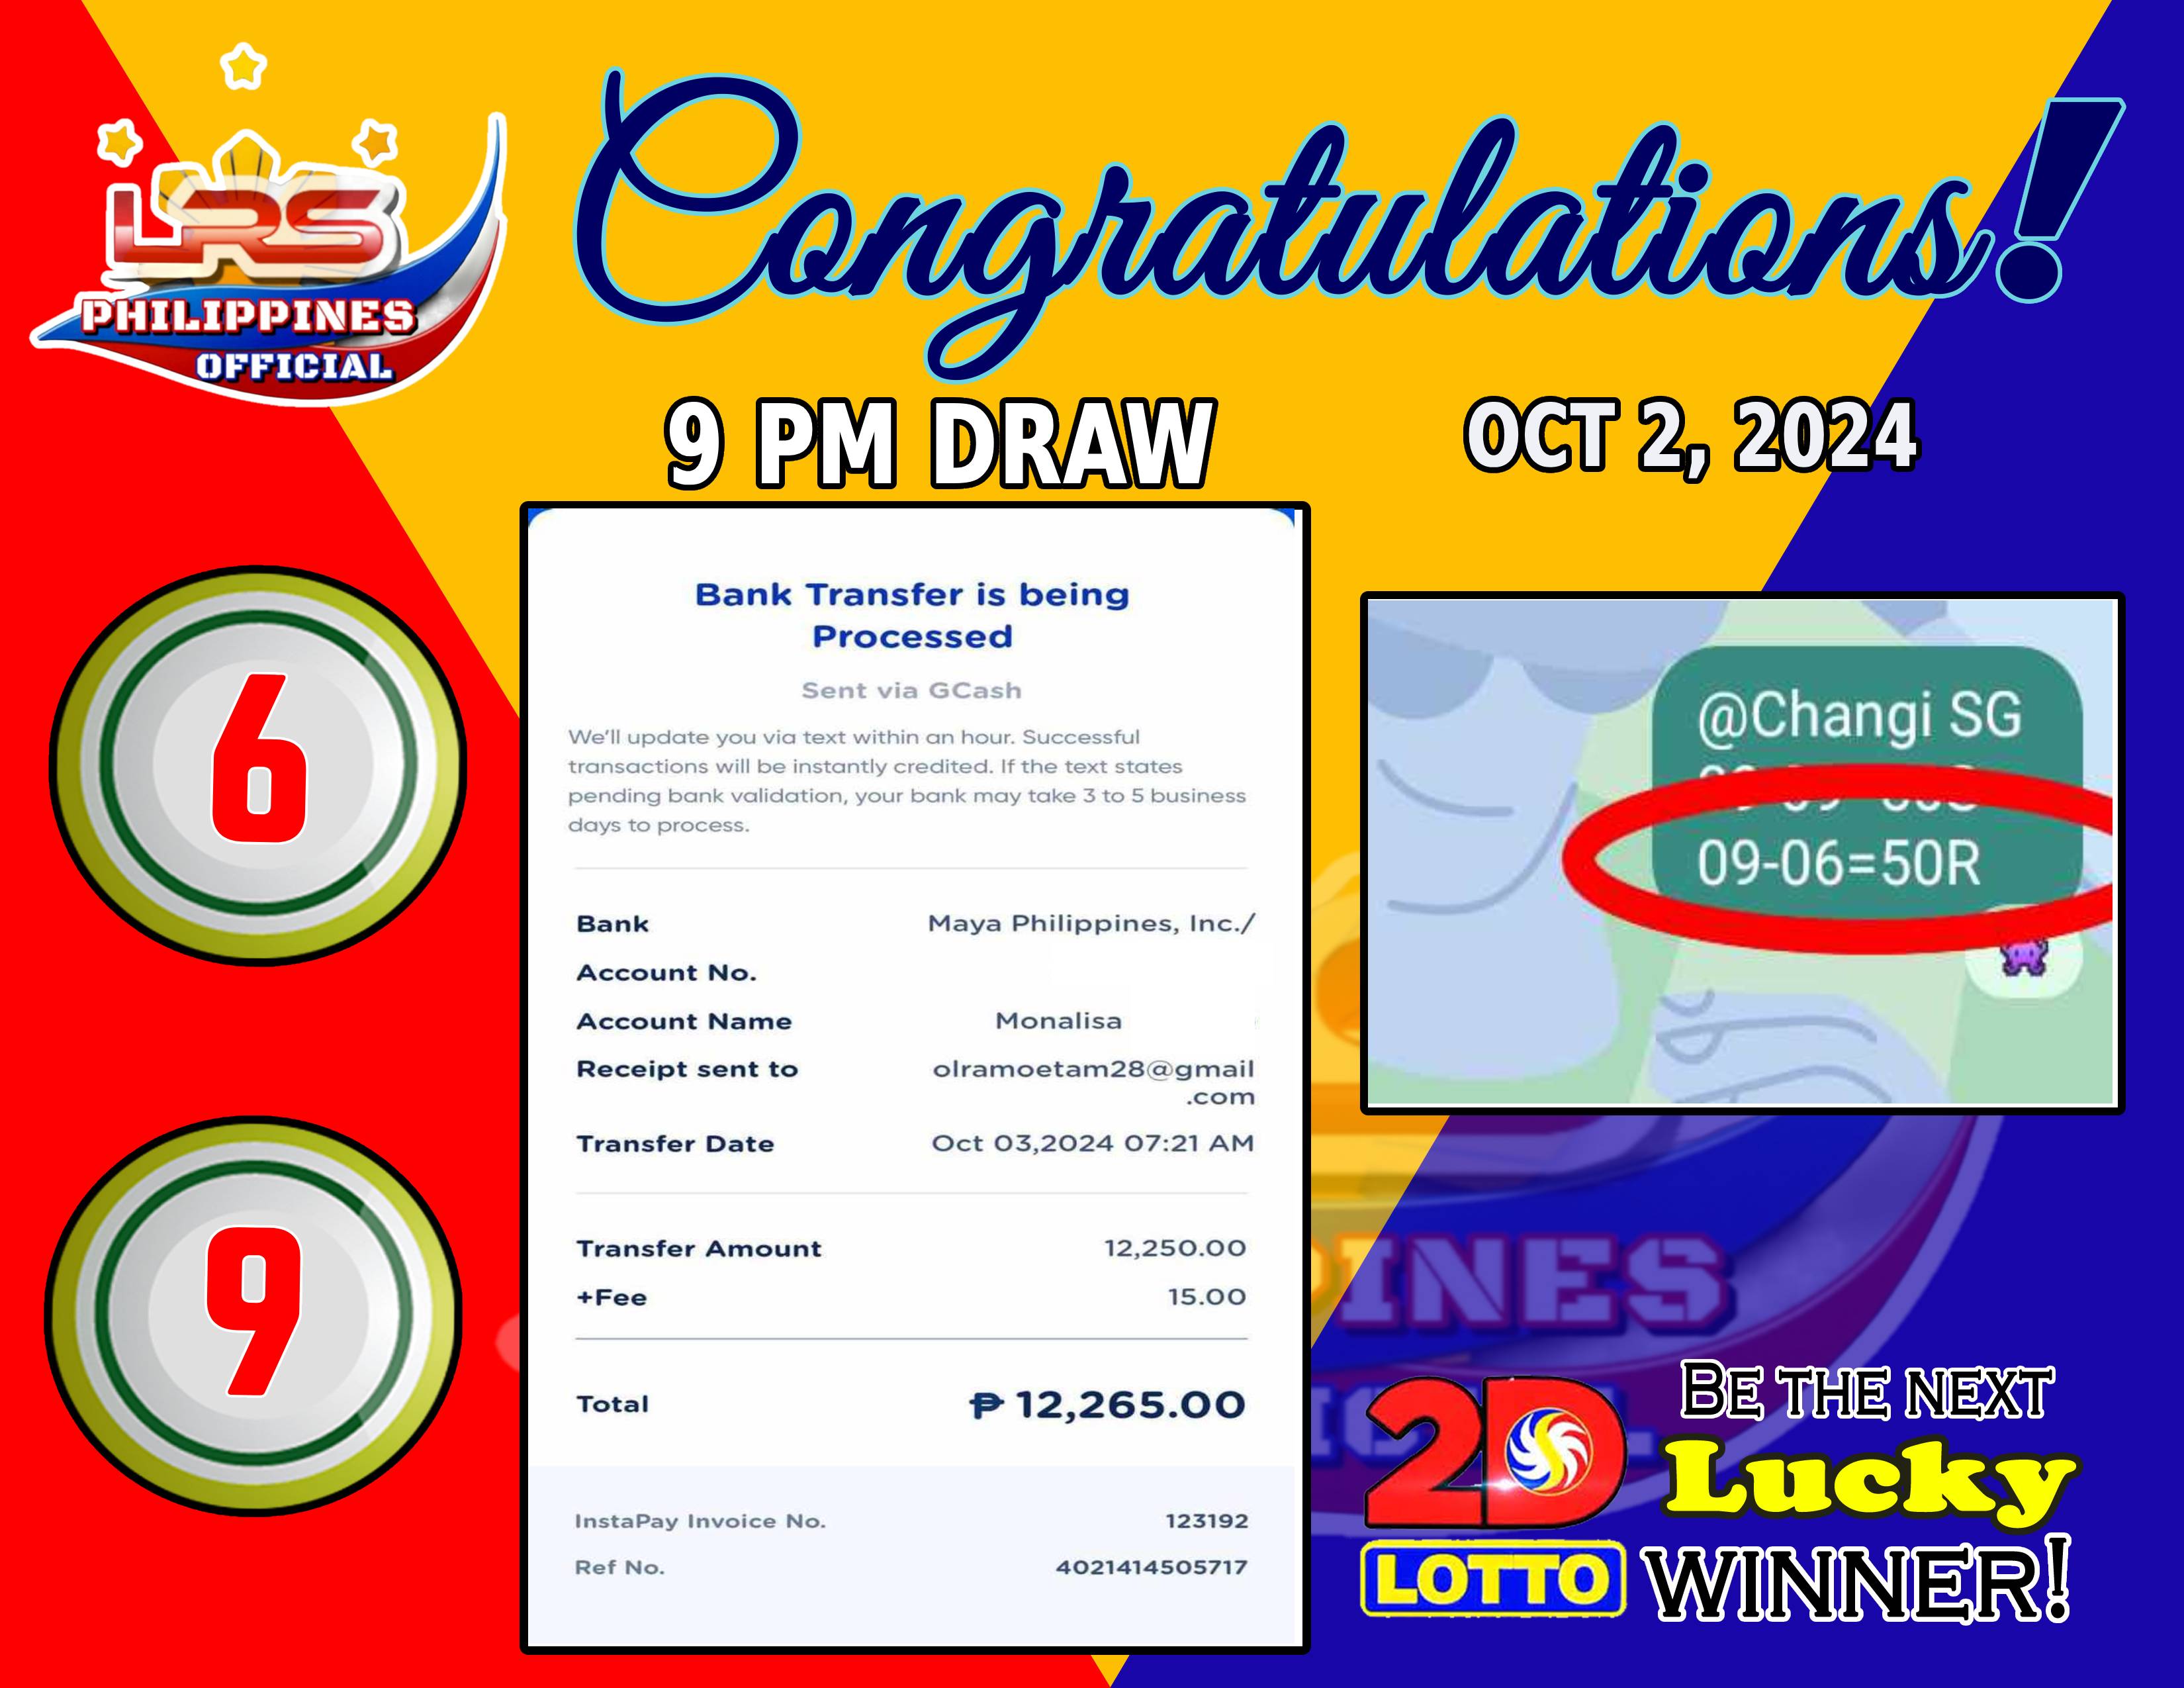 LRS
PHILIPPINES
OFFICIAL
Congratulations!
9 PM DRAW
OCT 2, 2024
6
9
Bank Transfer is being
Processed
Sent via GCash
We'll update you via text within an hour. Successful
transactions will be instantly credited. If the text states
pending bank validation, your bank may take 3 to 5 business
days to process.
Bank Maya Philippines, Inc./
Account No.
Account Name Monalisa
Receipt sent to olramoetam28@gmail
.com
Transfer Date Oct 03,2024 07:21 AM
Transfer Amount 12,250.00
+Fee 15.00
Total ₱ 12,265.00
InstaPay Invoice No. 123192
Ref No. 4021414505717
@Changi SG
09-06=50R
2D
LOTTO
BE THE NEXT
Lucky
WINNER!